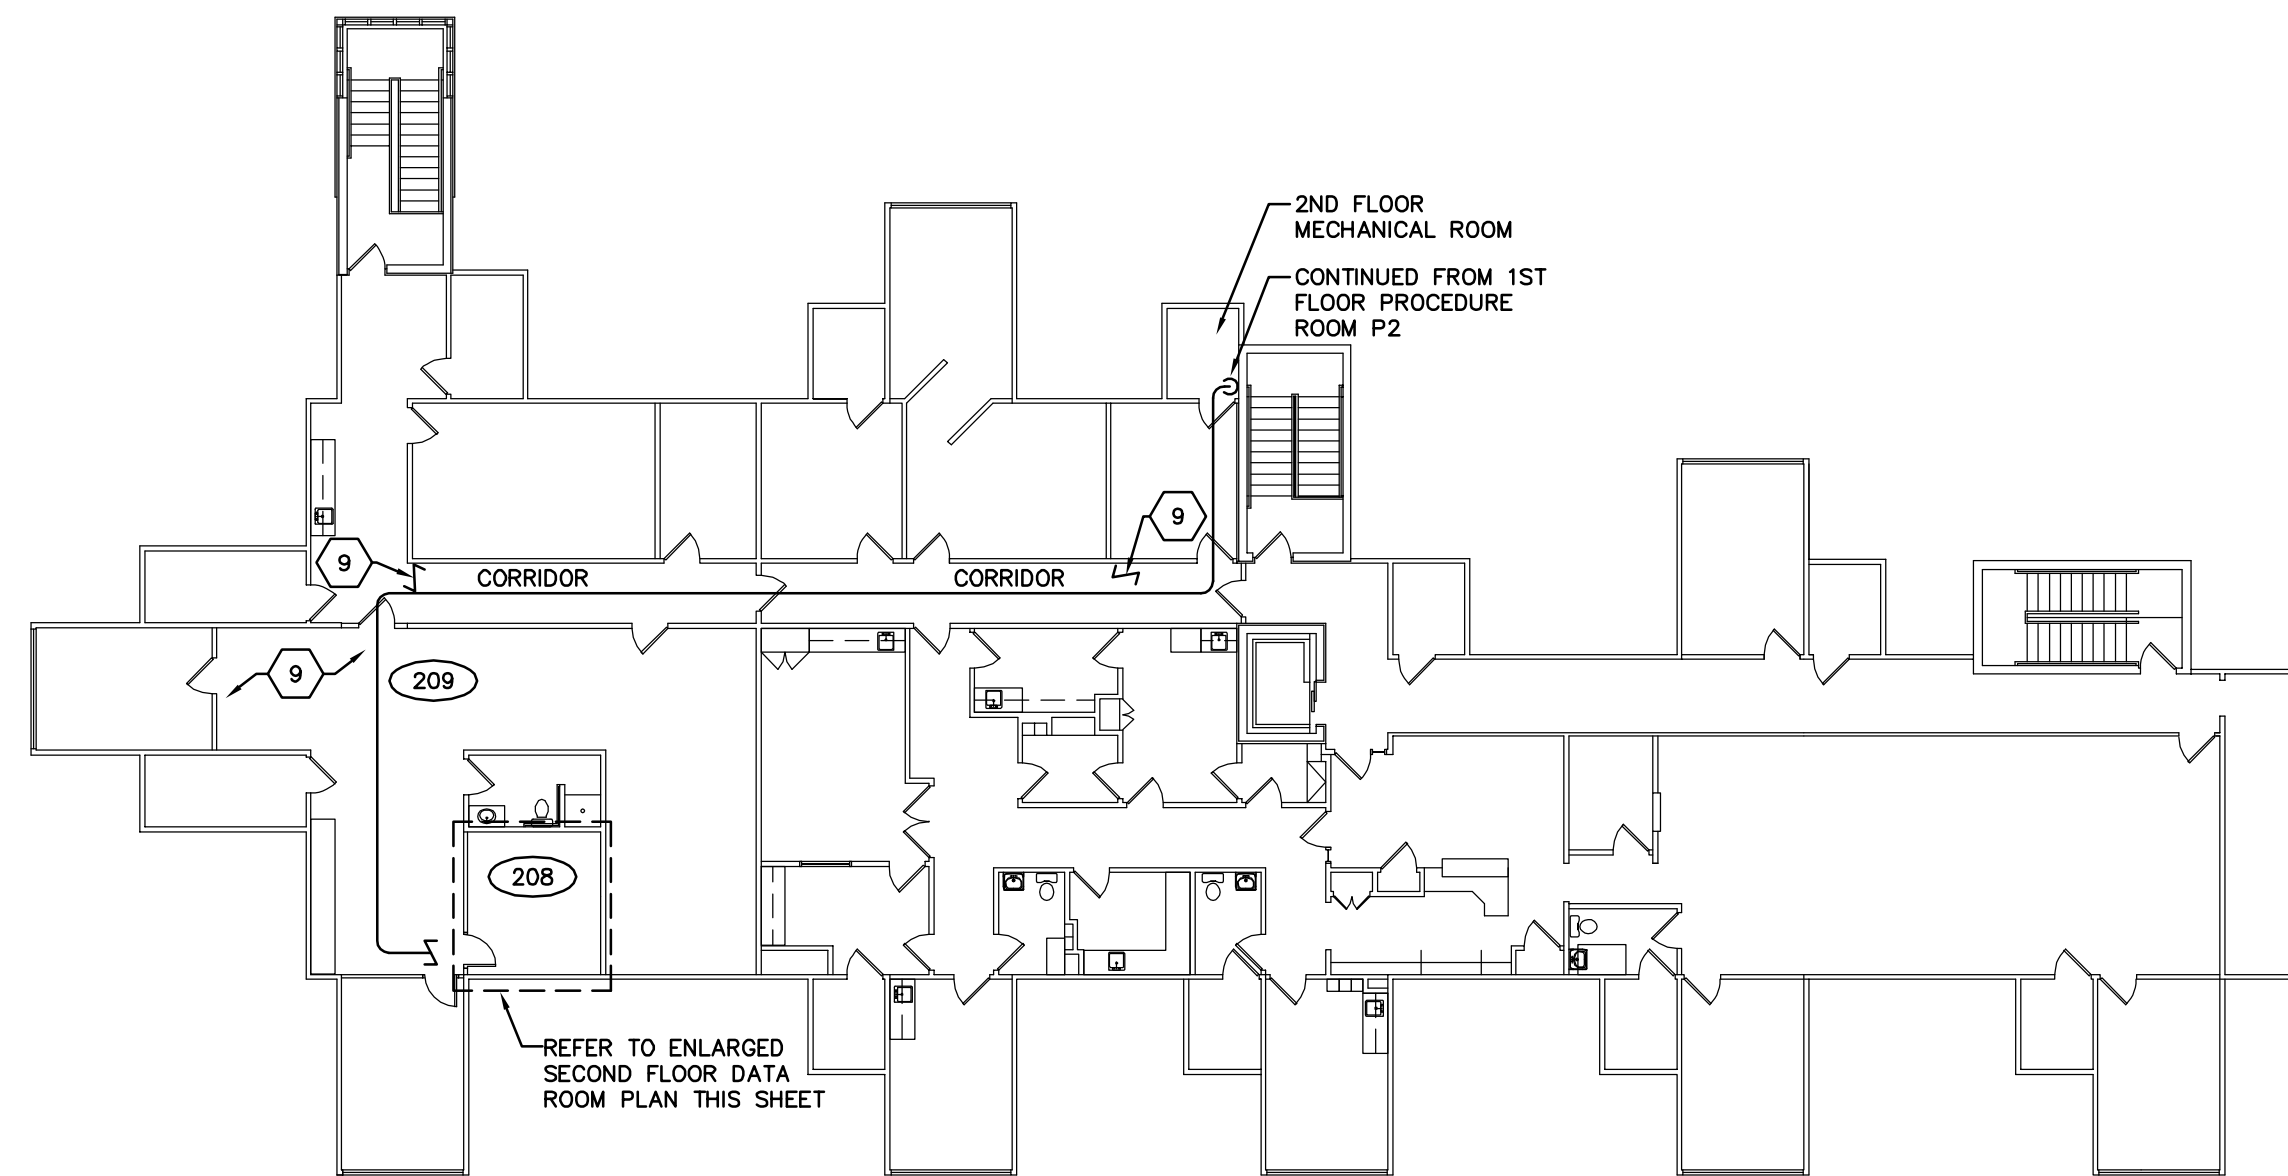 2ND FLOOR
MECHANICAL ROOM
CONTINUED FROM 1ST
FLOOR PROCEDURE
ROOM P2
9
9
CORRIDOR
CORRIDOR
9
209
208
REFER TO ENLARGED
SECOND FLOOR DATA
ROOM PLAN THIS SHEET